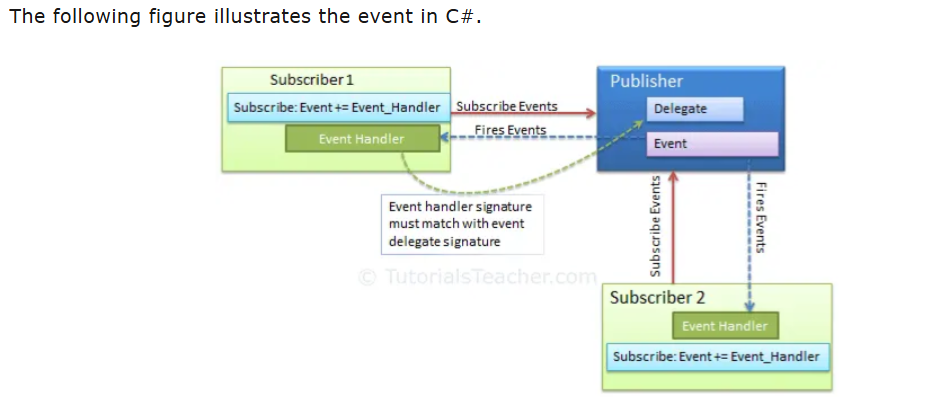 The following figure illustrates the event in C#.
Subscriber 1
Subscribe: Event += Event_Handler
Event Handler
Subscribe Events
Fires Events
Publisher
Delegate
Event
Event handler signature
must match with event
delegate signature
Subscribe Events
Fires Events
© TutorialsTeacher.com
Subscriber 2
Event Handler
Subscribe: Event += Event_Handler